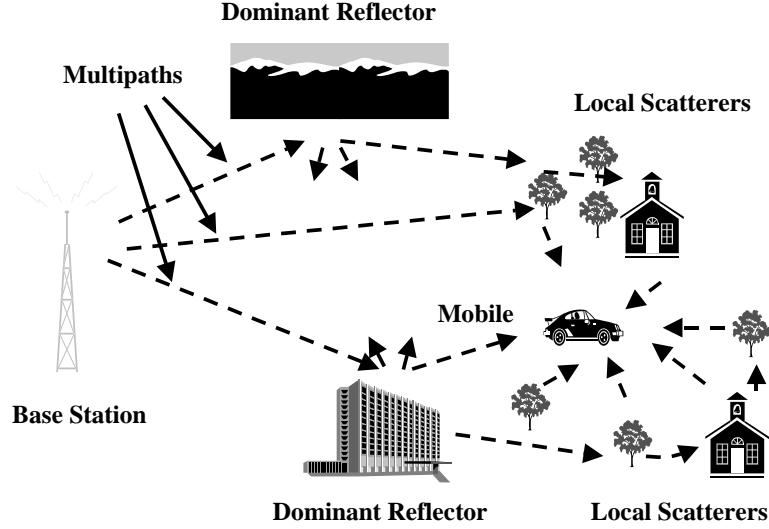 Dominant Reflector
Multipaths
Local Scatterers
Mobile
Base Station
Dominant Reflector
Local Scatterers